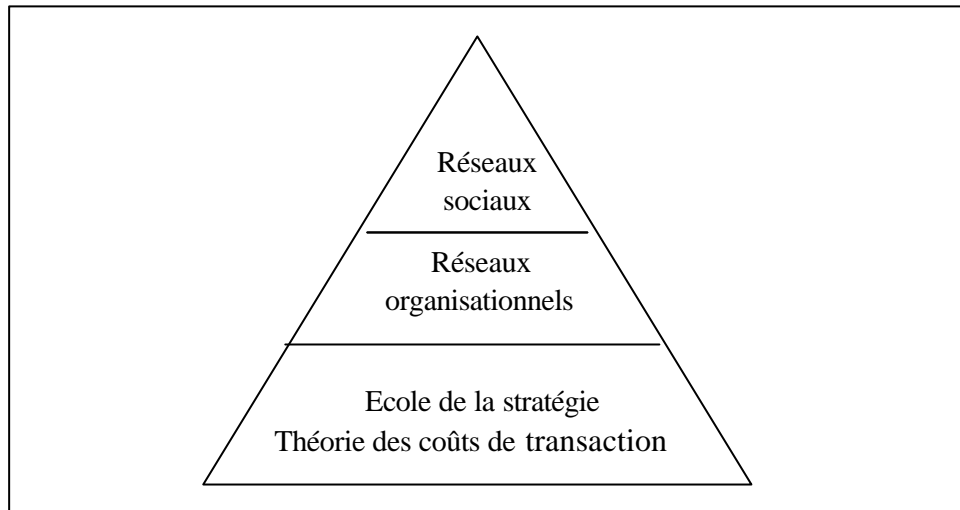 Réseaux
sociaux
Réseaux
organisationnels
Ecole de la stratégie
Théorie des coûts de transaction